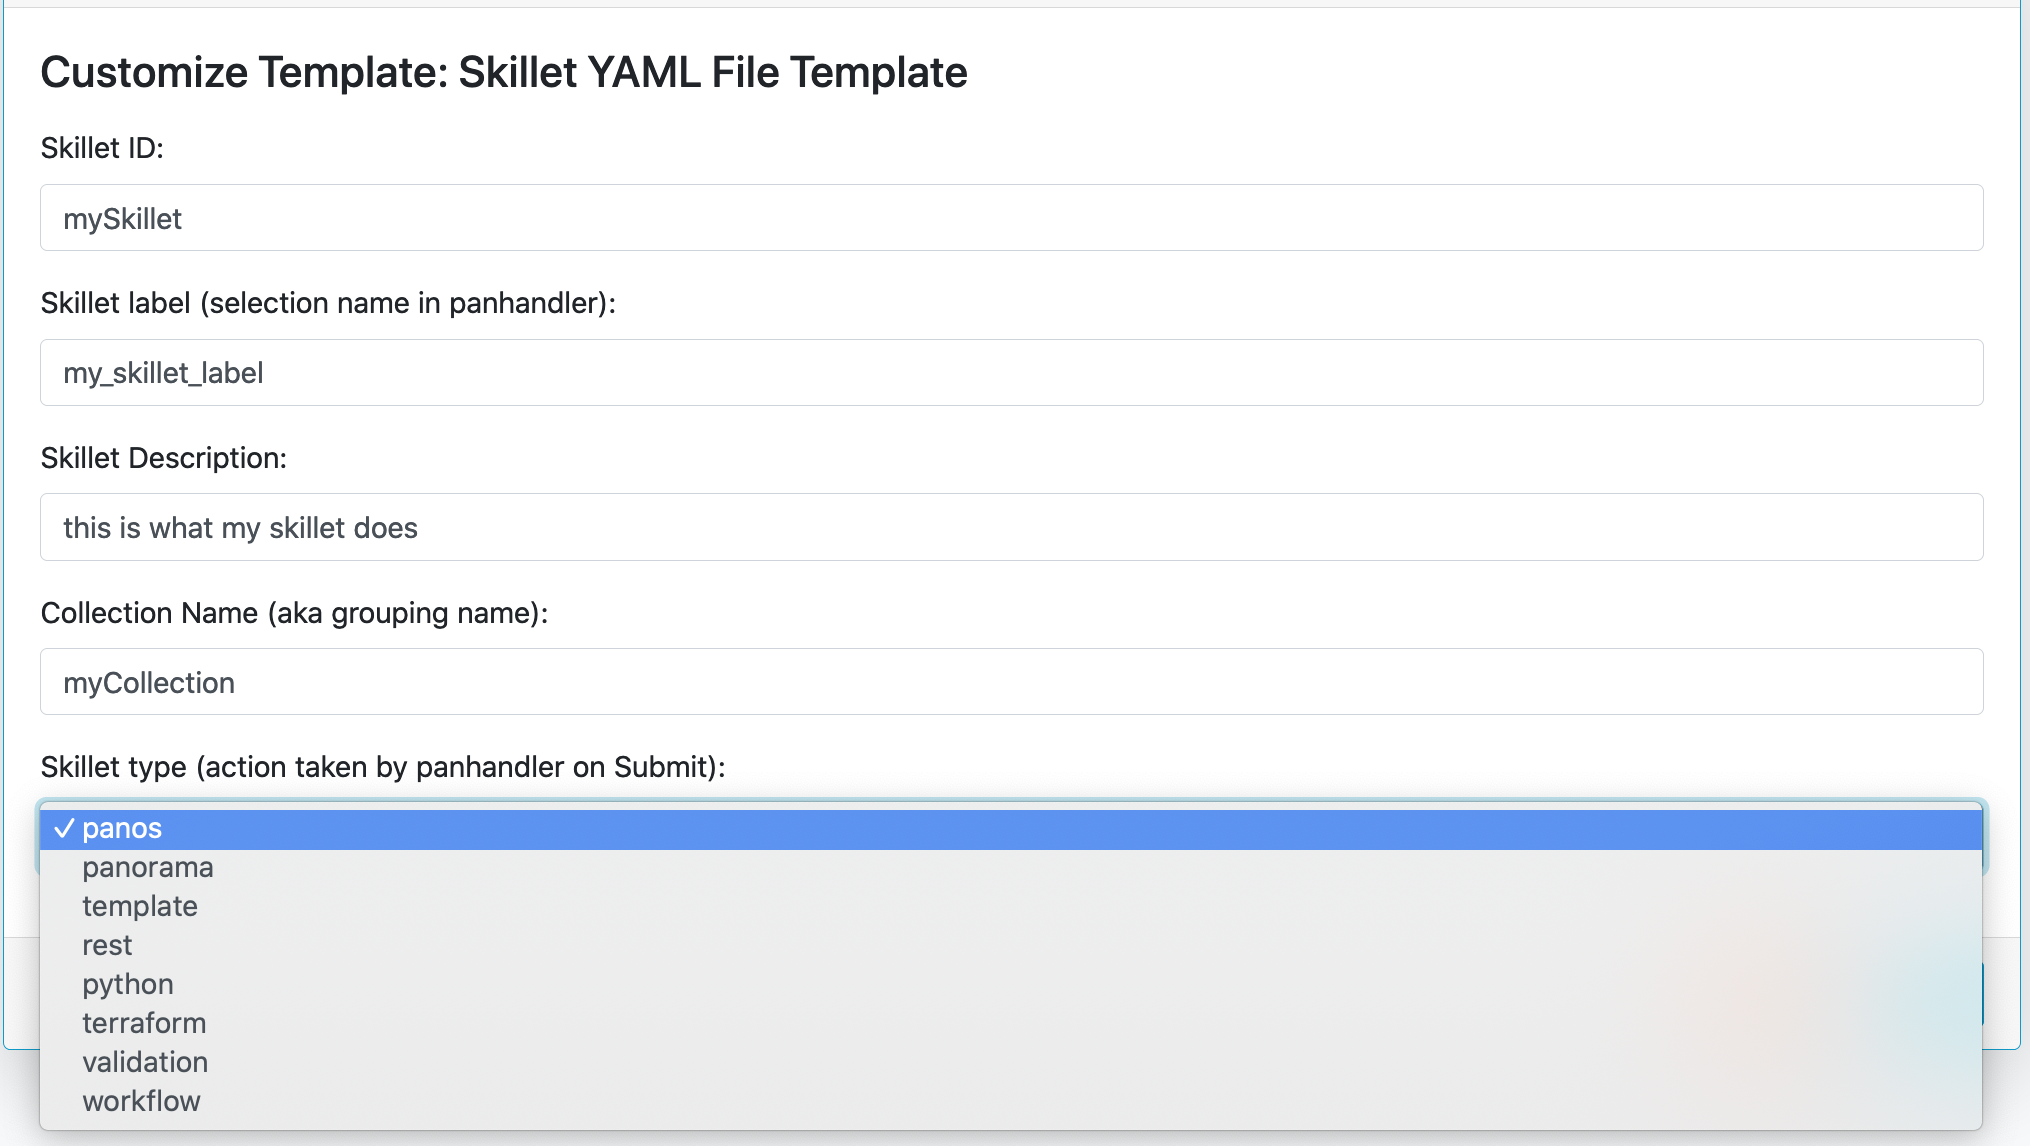 Customize Template: Skillet YAML File Template
Skillet ID:
mySkillet
Skillet label (selection name in panhandler):
my_skillet_label
Skillet Description:
this is what my skillet does
Collection Name (aka grouping name):
myCollection
Skillet type (action taken by panhandler on Submit):
✓ panos
panorama
template
rest
python
terraform
validation
workflow